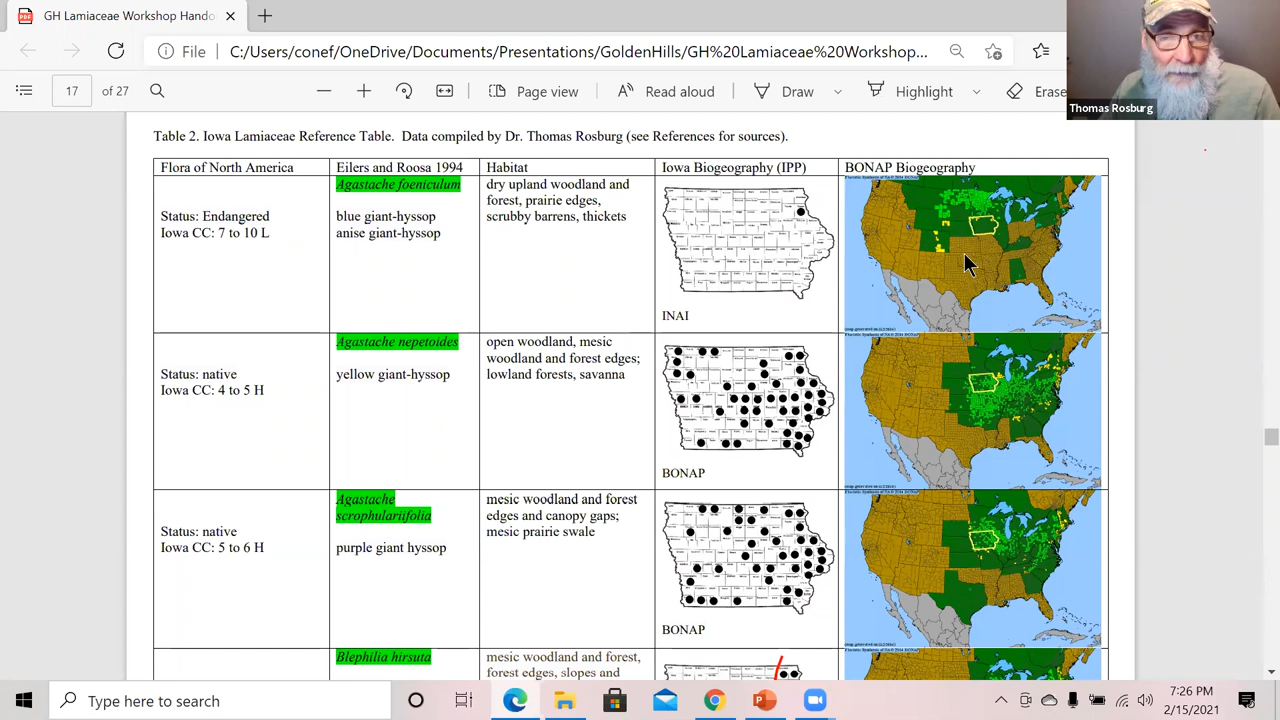 GH Lamiaceae Workshop Hando
File
C:/Users/conef/OneDrive/Documents/Presentations/GoldenHills/GH%20Lamiaceae%20Workshop...
17 of 27
Page view
Read aloud
Draw
Highlight
Erase
Thomas Rosburg
Table 2. Iowa Lamiaceae Reference Table. Data compiled by Dr. Thomas Rosburg (see References for sources).
Flora of North America
Eilers and Roosa 1994
Habitat
Iowa Biogeography (IPP)
BONAP Biogeography
Status: Endangered
Iowa CC: 7 to 10 L
Agastache foeniculum
blue giant-hyssop
anise giant-hyssop
dry upland woodland and
forest, prairie edges,
scrubby barrens, thickets
INAI
Status: native
Iowa CC: 4 to 5 H
Agastache nepetoides
yellow giant-hyssop
open woodland, mesic
woodland and forest edges;
lowland forests, savanna
BONAP
Status: native
Iowa CC: 5 to 6 H
Agastache
scrophulariifolia
purple giant hyssop
mesic woodland and forest
edges and canopy gaps;
mesic prairie swale
BONAP
Blephilia hirsuta
mesic woodland and forest,
forest edges, slopes and
Type here to search
7:26 PM
2/15/2021